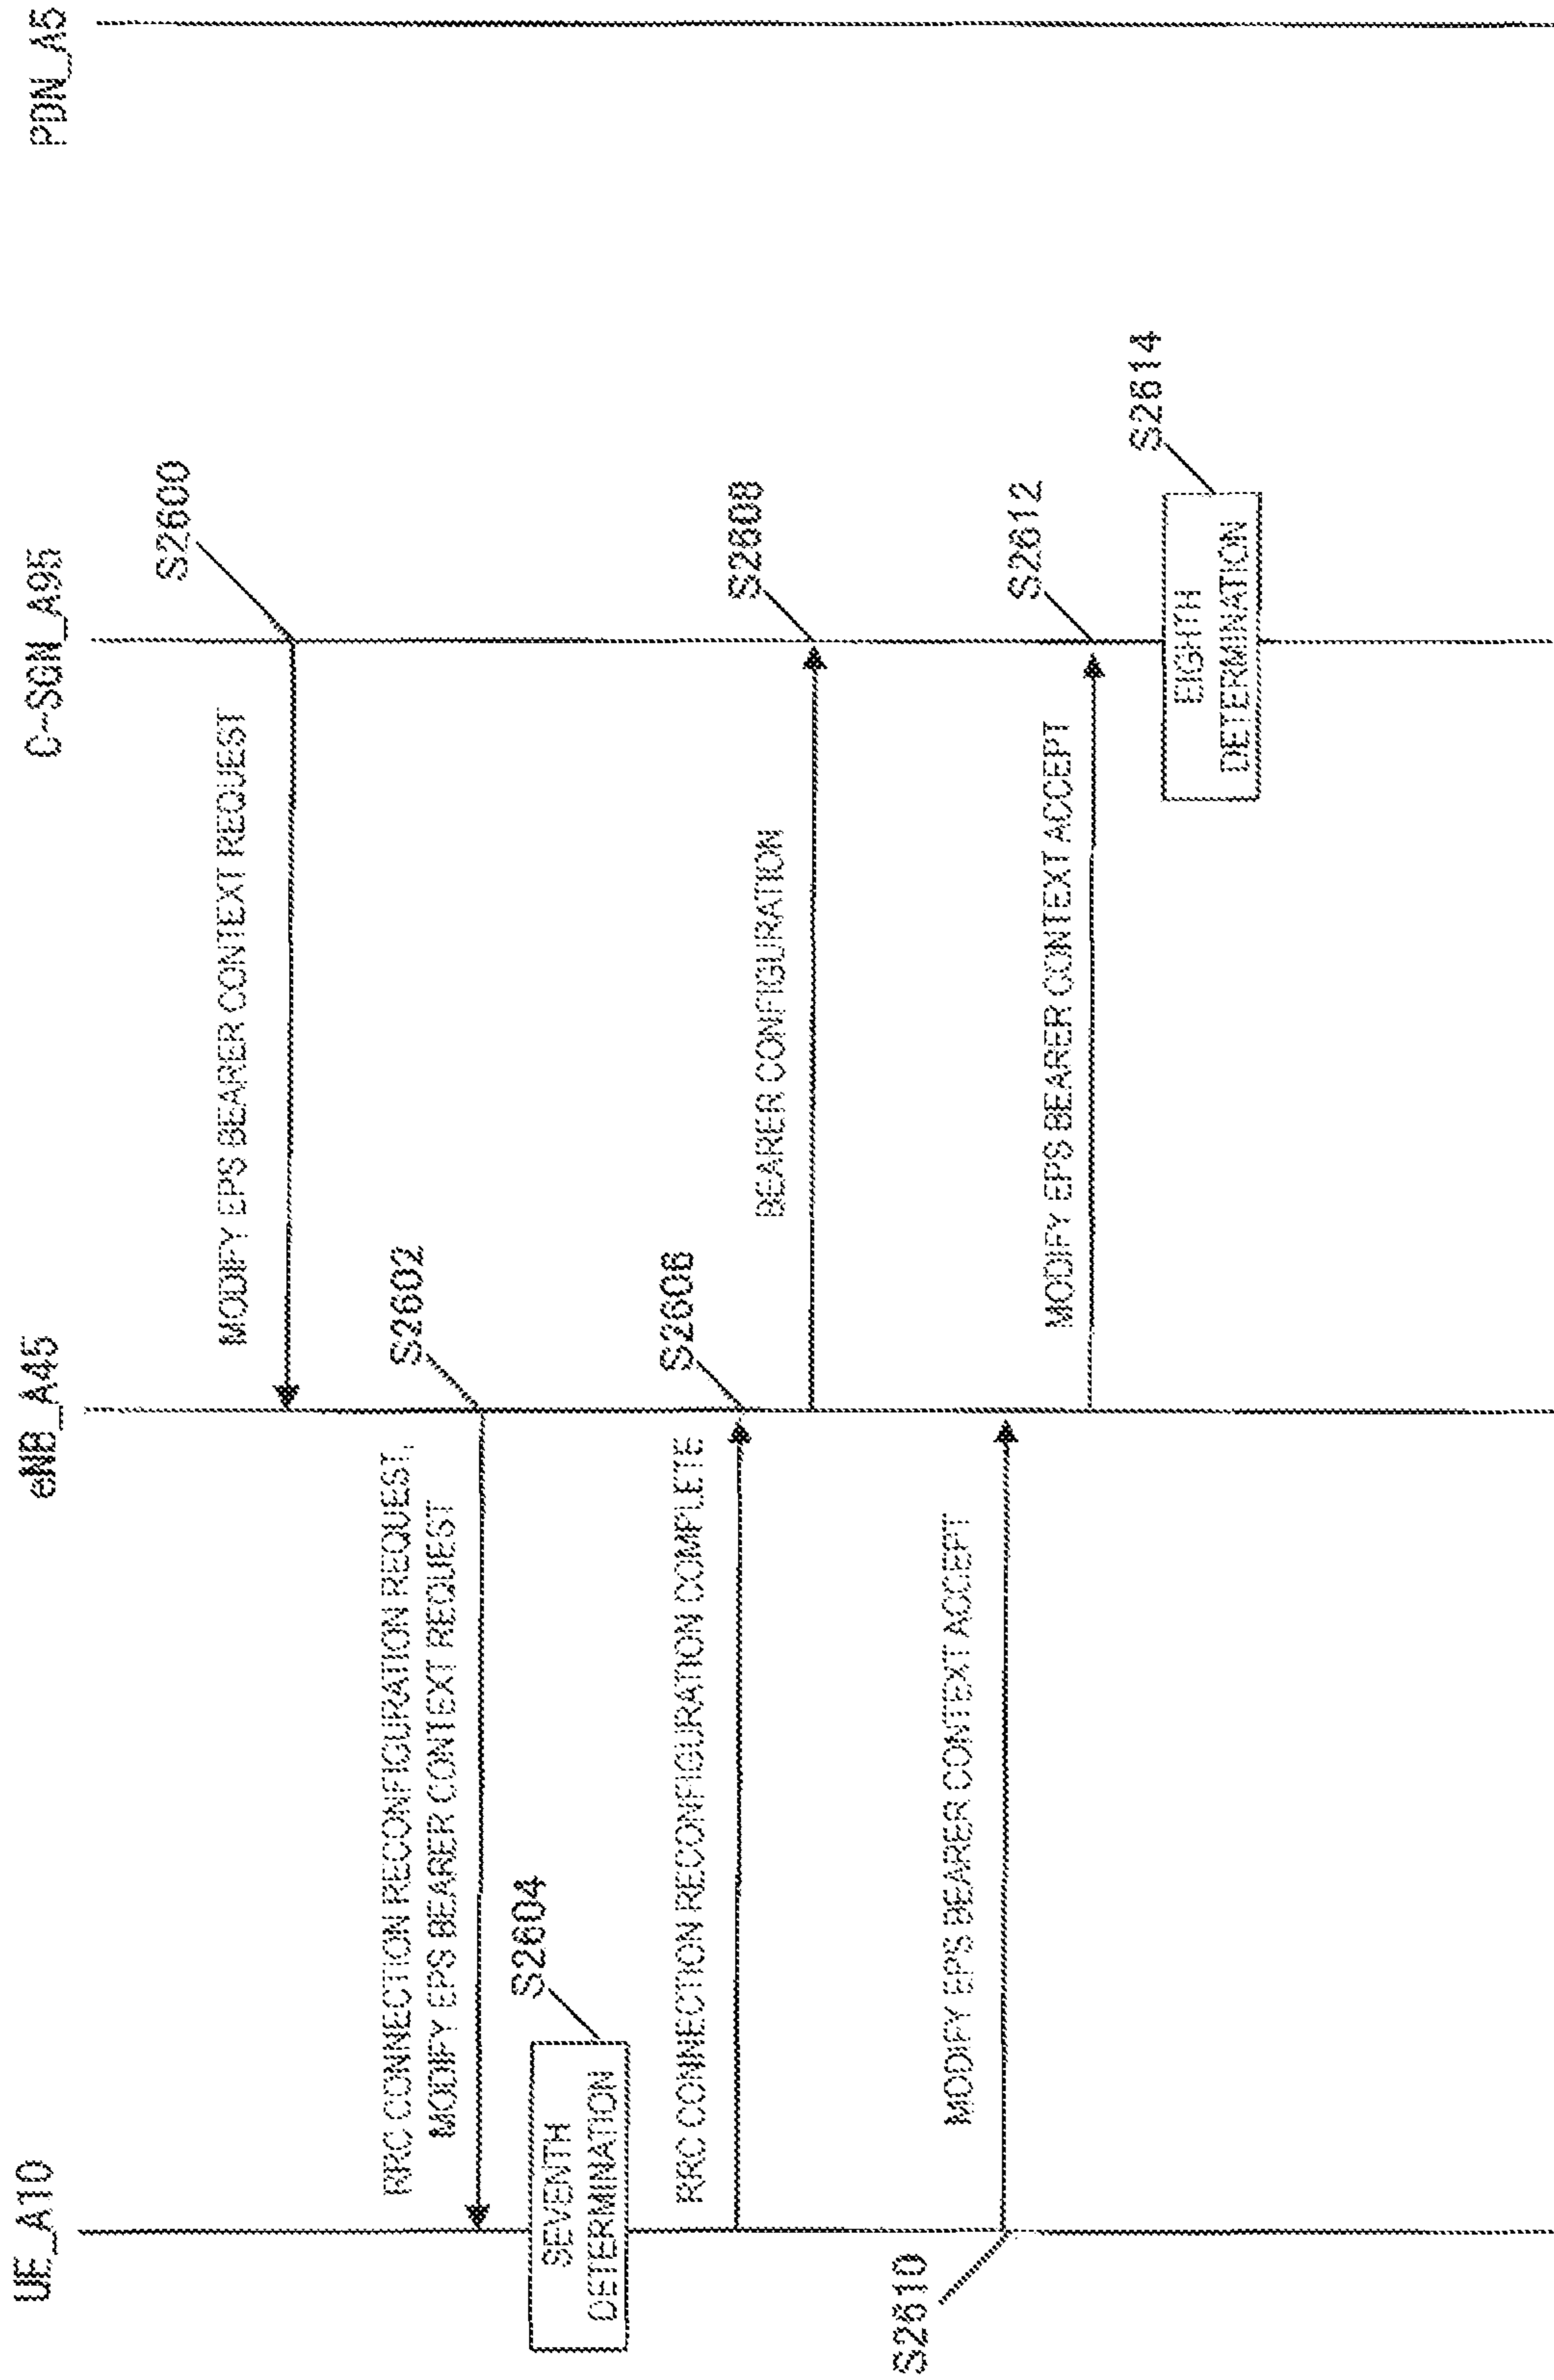 UE_A10
eNB_A45
C-SGN_A95
PDN_A5
S2600
MODIFY EPS BEARER CONTEXT REQUEST
S2602
RRC CONNECTION RECONFIGURATION REQUEST,
MODIFY EPS BEARER CONTEXT REQUEST
S2604
SEVENTH
DETERMINATION
S2606
RRC CONNECTION RECONFIGURATION COMPLETE
S2608
BEARER CONFIGURATION
S2610
MODIFY EPS BEARER CONTEXT ACCEPT
S2612
MODIFY EPS BEARER CONTEXT ACCEPT
S2614
EIGHTH
DETERMINATION